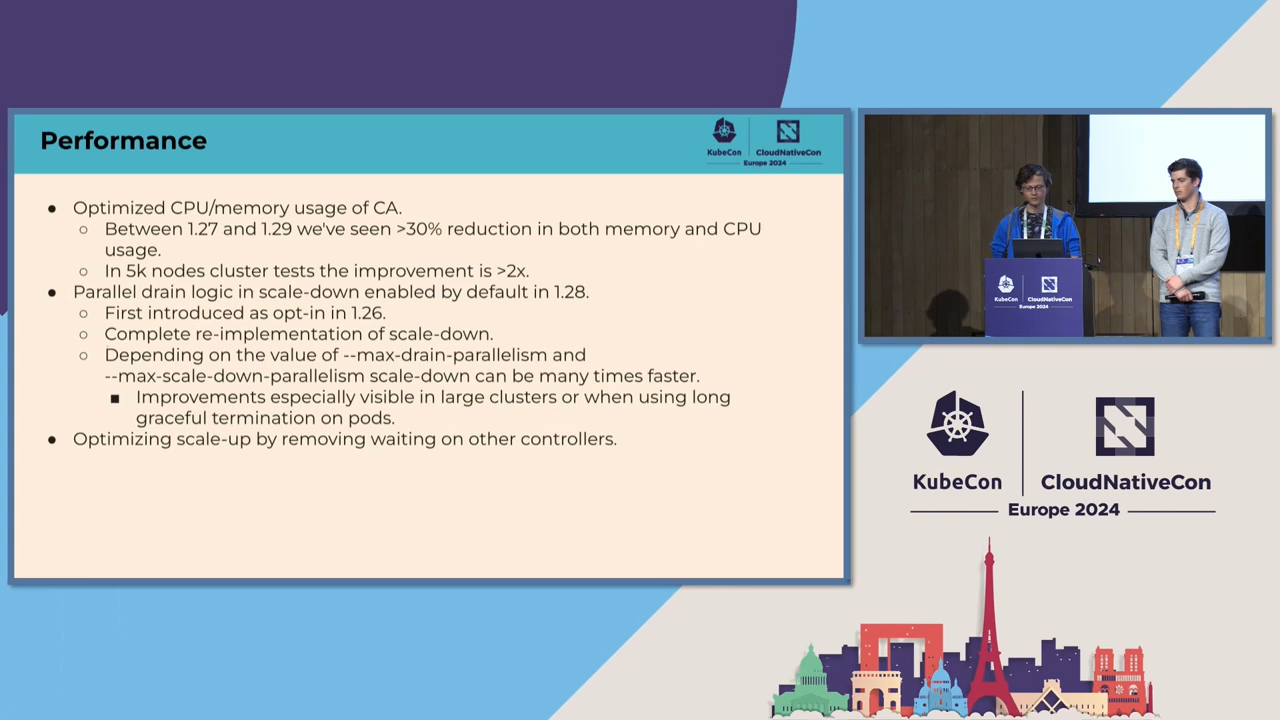 Performance
KubeCon
CloudNativeCon
Europe 2024
● Optimized CPU/memory usage of CA.
○ Between 1.27 and 1.29 we've seen >30% reduction in both memory and CPU
usage.
○ In 5k nodes cluster tests the improvement is >2x.
● Parallel drain logic in scale-down enabled by default in 1.28.
○ First introduced as opt-in in 1.26.
○ Complete re-implementation of scale-down.
○ Depending on the value of --max-drain-parallelism and
--max-scale-down-parallelism scale-down can be many times faster.
■ Improvements especially visible in large clusters or when using long
graceful termination on pods.
● Optimizing scale-up by removing waiting on other controllers.
KubeCon
CloudNativeCon
Europe 2024
KubeCon
CloudNativeCon
Europe 2024